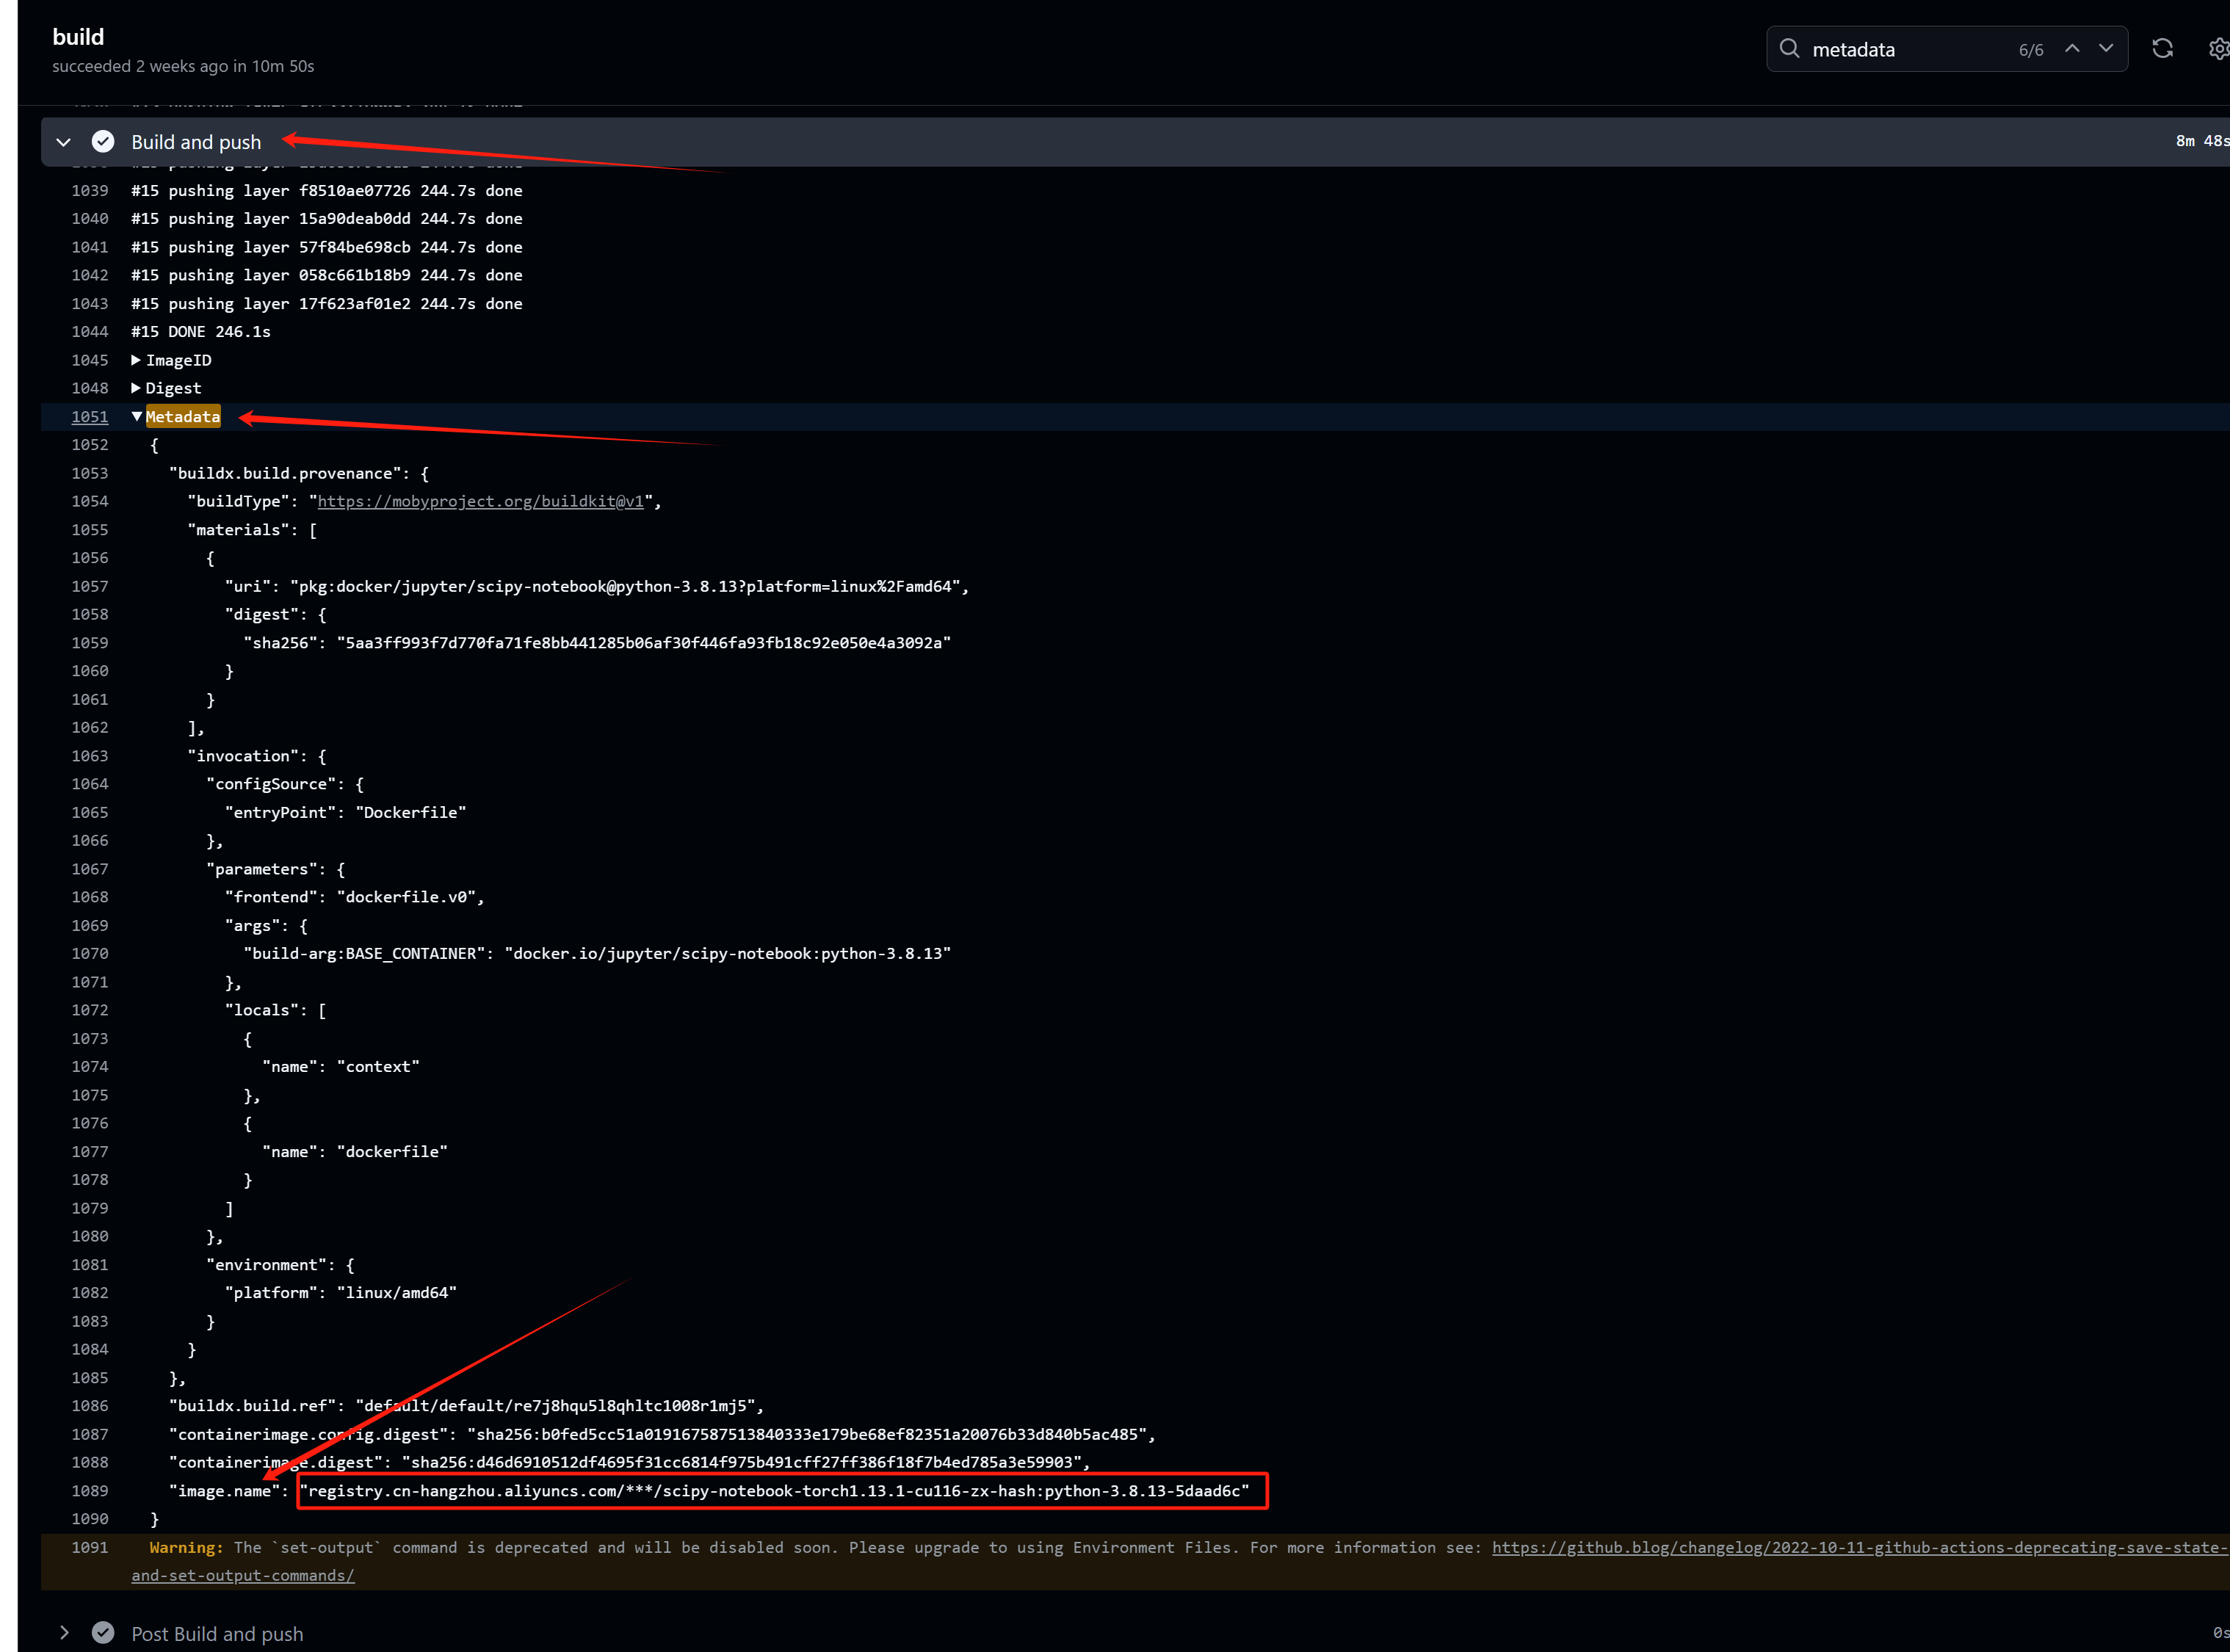 build
succeeded 2 weeks ago in 10m 50s
metadata 6/6
Build and push 8m 48s
1039 #15 pushing layer f8510ae07726 244.7s done
1040 #15 pushing layer 15a90deab0dd 244.7s done
1041 #15 pushing layer 57f84be698cb 244.7s done
1042 #15 pushing layer 058c661b18b9 244.7s done
1043 #15 pushing layer 17f623af01e2 244.7s done
1044 #15 DONE 246.1s
1045 ▶ImageID
1048 ▶Digest
1051 ▼Metadata
1052 {
1053 "buildx.build.provenance": {
1054 "buildType": "https://mobyproject.org/buildkit@v1",
1055 "materials": [
1056 {
1057 "uri": "pkg:docker/jupyter/scipy-notebook@python-3.8.13?platform=linux%2Famd64",
1058 "digest": {
1059 "sha256": "5aa3ff993f7d770fa71fe8bb441285b06af30f446fa93fb18c92e050e4a3092a"
1060 }
1061 }
1062 ],
1063 "invocation": {
1064 "configSource": {
1065 "entryPoint": "Dockerfile"
1066 },
1067 "parameters": {
1068 "frontend": "dockerfile.v0",
1069 "args": {
1070 "build-arg:BASE_CONTAINER": "docker.io/jupyter/scipy-notebook:python-3.8.13"
1071 },
1072 "locals": [
1073 {
1074 "name": "context"
1075 },
1076 {
1077 "name": "dockerfile"
1078 }
1079 ]
1080 },
1081 "environment": {
1082 "platform": "linux/amd64"
1083 }
1084 }
1085 },
1086 "buildx.build.ref": "default/default/re7j8hqu5l8qhltc1008r1mj5",
1087 "containerimage.config.digest": "sha256:b0fed5cc51a019167587513840333e179be68ef82351a20076b33d840b5ac485",
1088 "containerimage.digest": "sha256:d46d6910512df4695f31cc6814f975b491cff27ff386f18f7b4ed785a3e59903",
1089 "image.name": "registry.cn-hangzhou.aliyuncs.com/***/scipy-notebook-torch1.13.1-cu116-zx-hash:python-3.8.13-5daad6c"
1090 }
1091 Warning: The `set-output` command is deprecated and will be disabled soon. Please upgrade to using Environment Files. For more information see: https://github.blog/changelog/2022-10-11-github-actions-deprecating-save-state-
and-set-output-commands/
Post Build and push 0s